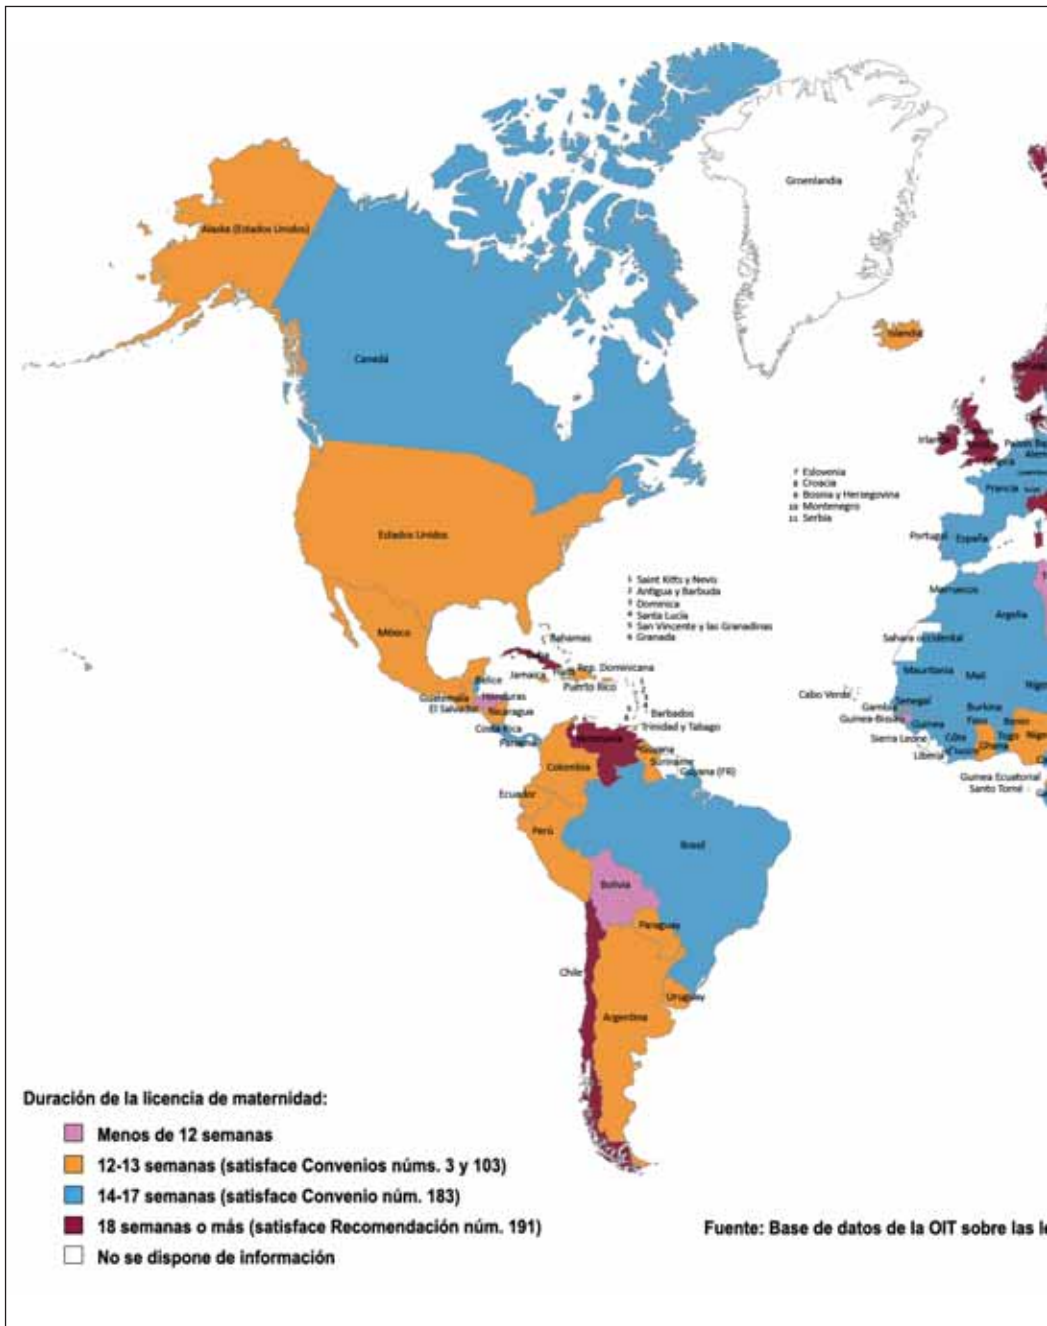 Groenlandia
Alaska (Estados Unidos)
Islandia
Canadá
Irlanda
7 Eslovenia
8 Croacia
9 Bosnia y Hersegovina
10 Montenegro
11 Serbia
Francia
Estados Unidos
Portugal
España
1 Saint Kitts y Nevis
2 Antigua y Barbuda
3 Dominica
4 Santa Lucía
5 San Vincente y las Granadinas
6 Granada
Marruecos
Argelia
México
Bahamas
Sahara occidental
Cuba
Rep. Dominicana
Jamaica
Haití
Puerto Rico
Belice
Mauritania
Malí
Guatemala
Honduras
El Salvador
Nicaragua
Cabo Verde
Senegal
Gambia
Guinea-Bissau
Guinea
Burkina
Faso
Benin
Barbados
Trinidad y Tabago
Costa Rica
Panamá
Venezuela
Sierra Leone
Côte
Togo
Ghana
Liberia
Guyana
Suriname
Guyana (FR)
Colombia
Guinea Ecuatorial
Santo Tomé
Ecuador
Perú
Brasil
Bolivia
Paraguay
Chile
Uruguay
Argentina
Duración de la licencia de maternidad:
Menos de 12 semanas
12-13 semanas (satisface Convenios núms. 3 y 103)
14-17 semanas (satisface Convenio núm. 183)
18 semanas o más (satisface Recomendación núm. 191)
No se dispone de información
Fuente: Base de datos de la OIT sobre las le